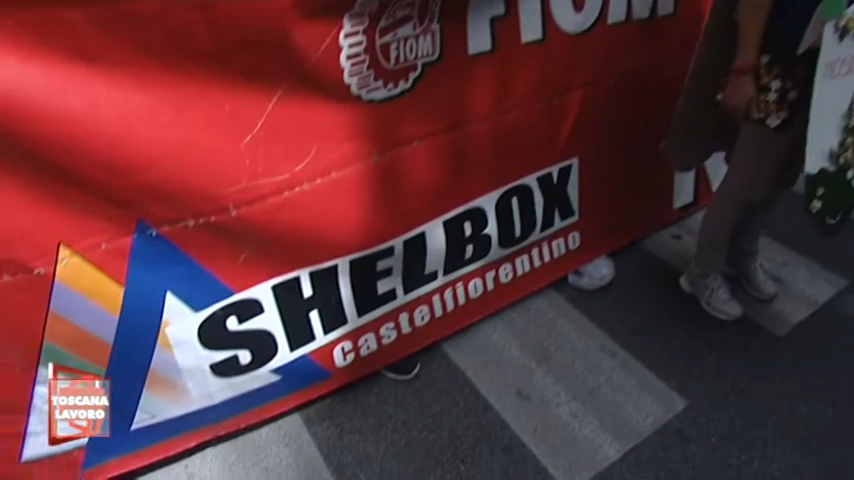 FIOM
FIOM
SHELBOX
Castelfiorentino
TOSCANA
LAVORO